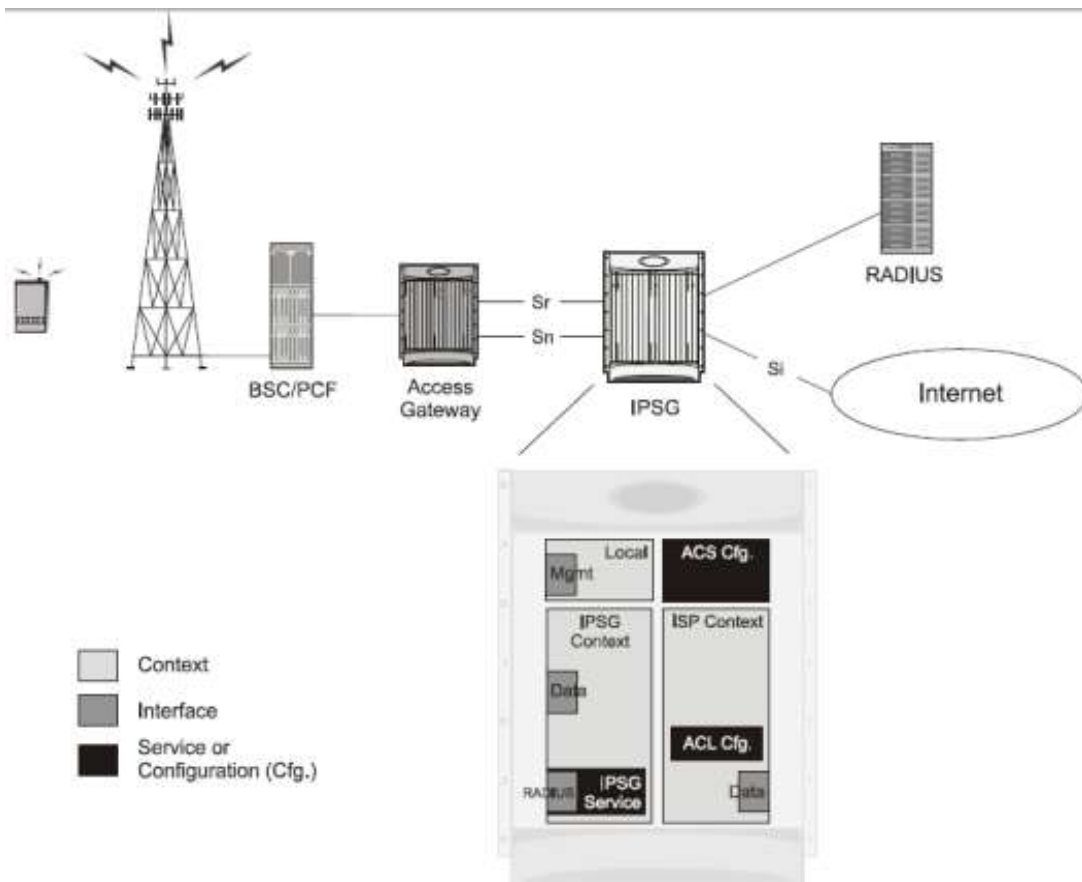 RADIUS
Sr
Sn
BSC/PCF
Access
Gateway
IPSG
Si
Internet
Local
Mgmt
ACS Cfg.
IPSG
Context
ISP Context
Data
ACL Cfg.
RADIUS
IPSG
Service
Data
Context
Interface
Service or
Configuration (Cfg.)